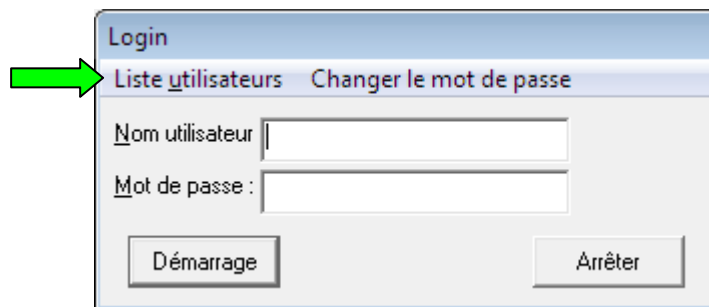 Login
Liste utilisateurs Changer le mot de passe
Nom utilisateur
Mot de passe :
Démarrage Arrêter